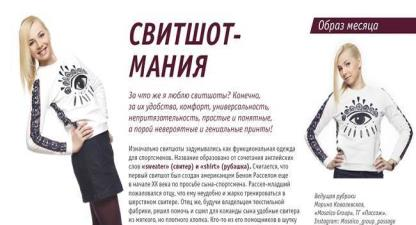 СВИТШОТ-
МАНИЯ
Образ месяца
За что же я люблю свитшоты? Конечно,
за их удобство, комфорт, универсальность,
непритязательность, простые и понятные,
а порой невероятные и гениальные принты!
Изначально свитшоты задумывались как функциональная одежда
для спортсменов. Название образовано от сочетания английских
слов «sweater» (свитер) и «shirt» (рубашка). Считается, что
первый свитшот был создан американцем Беном Расселом еще
в начале XX века по просьбе сына-спортсмена. Рассел-младший
пожаловался отцу, что ему неудобно и жарко тренироваться в
шерстяном свитере. Отец же, будучи владельцем текстильной
фабрики, решил помочь и сшил для команды сына удобные свитера
из мягкого, но плотного хлопка. Кто-то из его помощников в шутку
Ведущая рубрики
Марина Ковалевская,
«Mosaico Group», ТГ «Пассаж».
Instagram: Mosaico_group_passage